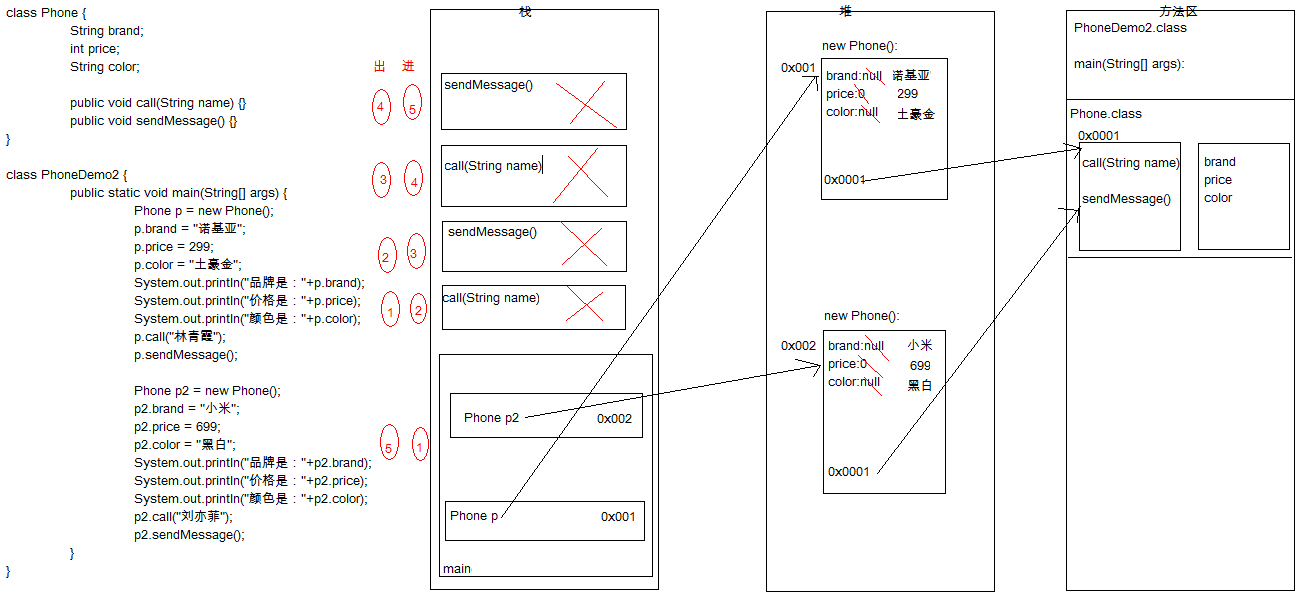 class Phone {
String brand;
int price;
String color;
public void call(String name) {}
public void sendMessage() {}
}
class PhoneDemo2 {
public static void main(String[] args) {
Phone p = new Phone();
p.brand = "诺基亚";
p.price = 299;
p.color = "土豪金";
System.out.println("品牌是："+p.brand);
System.out.println("价格是："+p.price);
System.out.println("颜色是："+p.color);
p.call("林青霞");
p.sendMessage();
Phone p2 = new Phone();
p2.brand = "小米";
p2.price = 699;
p2.color = "黑白";
System.out.println("品牌是："+p2.brand);
System.out.println("价格是："+p2.price);
System.out.println("颜色是："+p2.color);
p2.call("刘亦菲");
p2.sendMessage();
}
}
出 进
4 5
3 4
2 3
1 2
5 1
栈
sendMessage()
call(String name)
sendMessage()
call(String name)
Phone p2 0x002
Phone p 0x001
main
堆
new Phone():
0x001
brand:null 诺基亚
price:0 299
color:null 土豪金
0x0001
new Phone():
0x002
brand:null 小米
price:0 699
color:null 黑白
0x0001
方法区
PhoneDemo2.class
main(String[] args):
Phone.class
0x0001
call(String name)
sendMessage()
brand
price
color